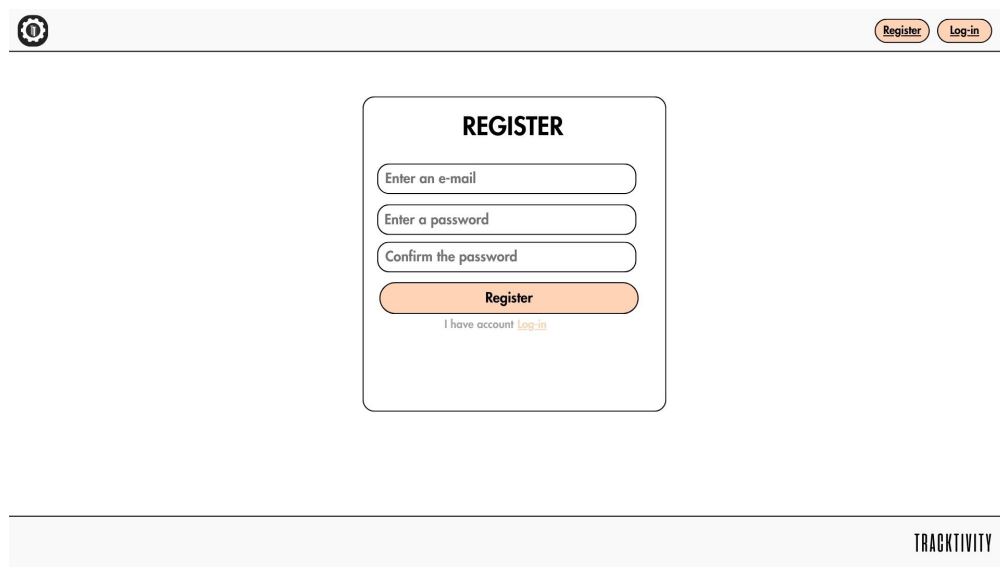 Register Log-in
REGISTER
Enter an e-mail
Enter a password
Confirm the password
Register
I have account Log-in
TRACKTIVITY